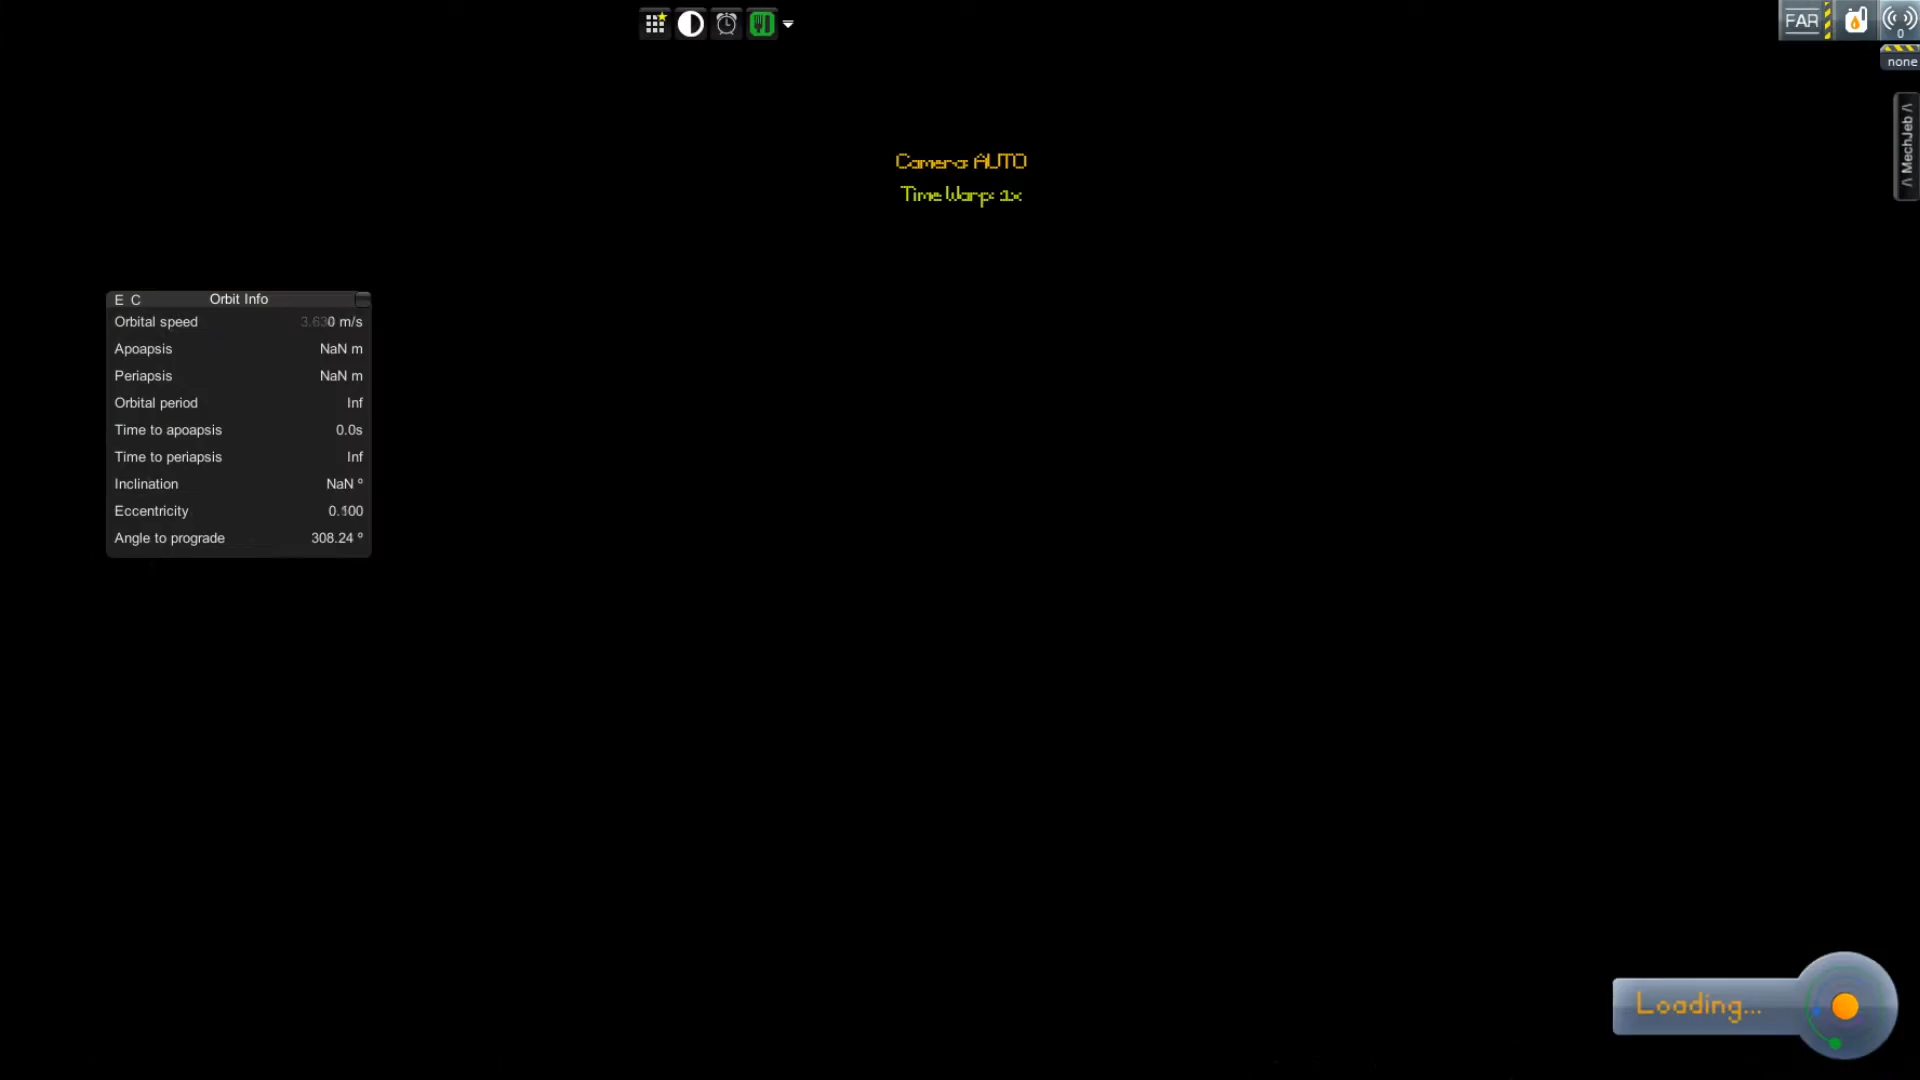 FAR
0
none
∧ MechJeb ∧
Camera: AUTO
Time Warp: 1x
E C Orbit Info
Orbital speed m/s
Apoapsis NaN m
Periapsis NaN m
Orbital period Inf
Time to apoapsis 0.0s
Time to periapsis Inf
Inclination NaN º
Eccentricity
Angle to prograde 308.24 º
Loading...